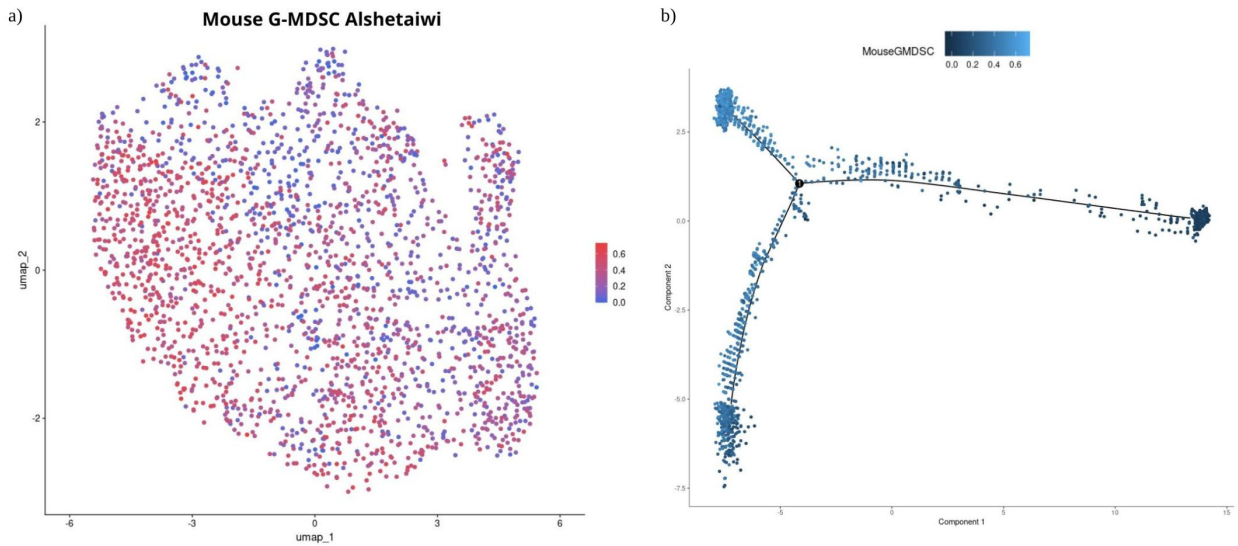 a)
Mouse G-MDSC Alshetaiwi
2
0
-2
umap_2
-6 -3 0 3 6
umap_1
0.6
0.4
0.2
0.0
b)
MouseGMDSC
0.0 0.2 0.4 0.6
2.5
0.0
-2.5
-5.0
-7.5
Component 2
1
-5 0 5 10 15
Component 1